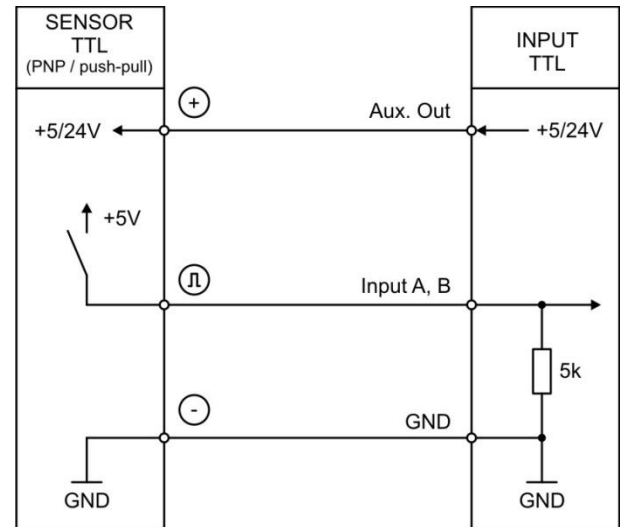 SENSOR
TTL
(PNP / push-pull)
INPUT
TTL
+
Aux. Out
+5/24V
+5/24V
+5V
Input A, B
5k
-
GND
GND
GND